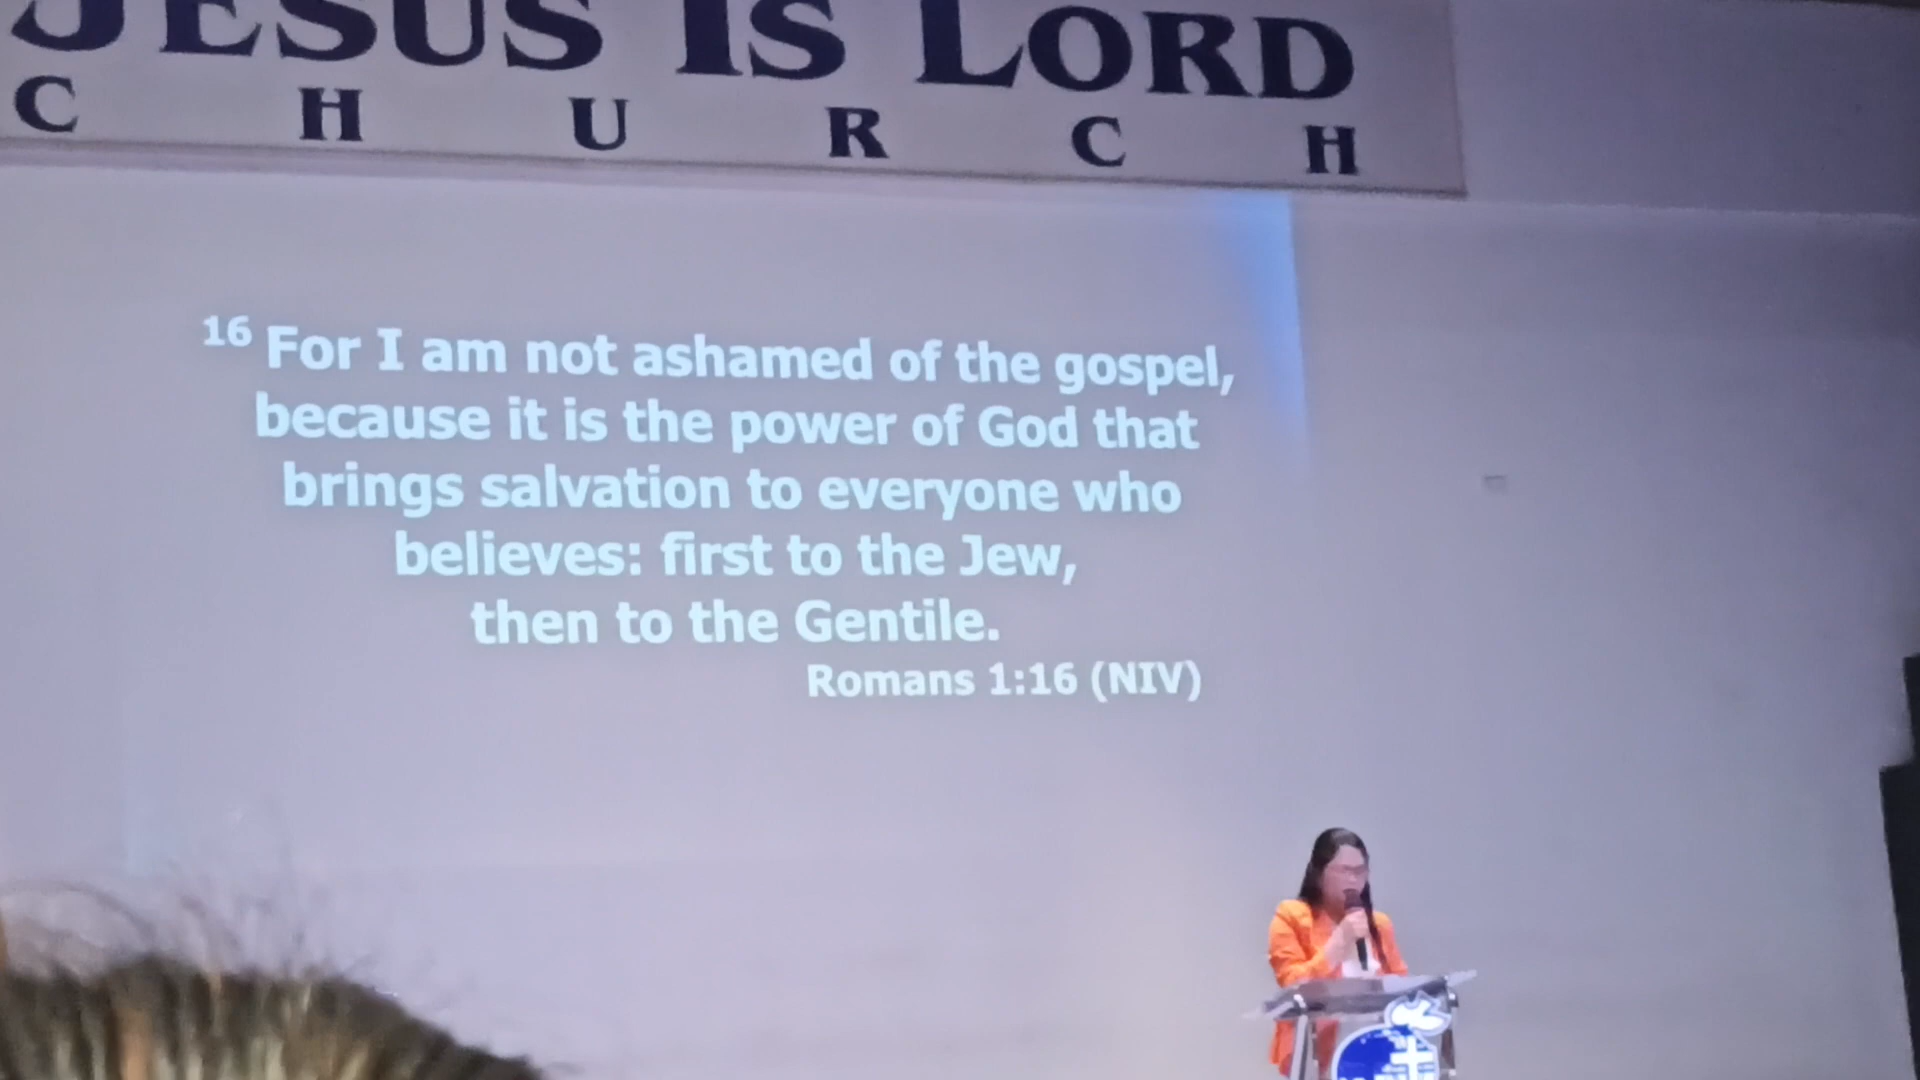 JESUS IS LORD
CHURCH
16 For I am not ashamed of the gospel,
because it is the power of God that
brings salvation to everyone who
believes: first to the Jew,
then to the Gentile.
Romans 1:16 (NIV)